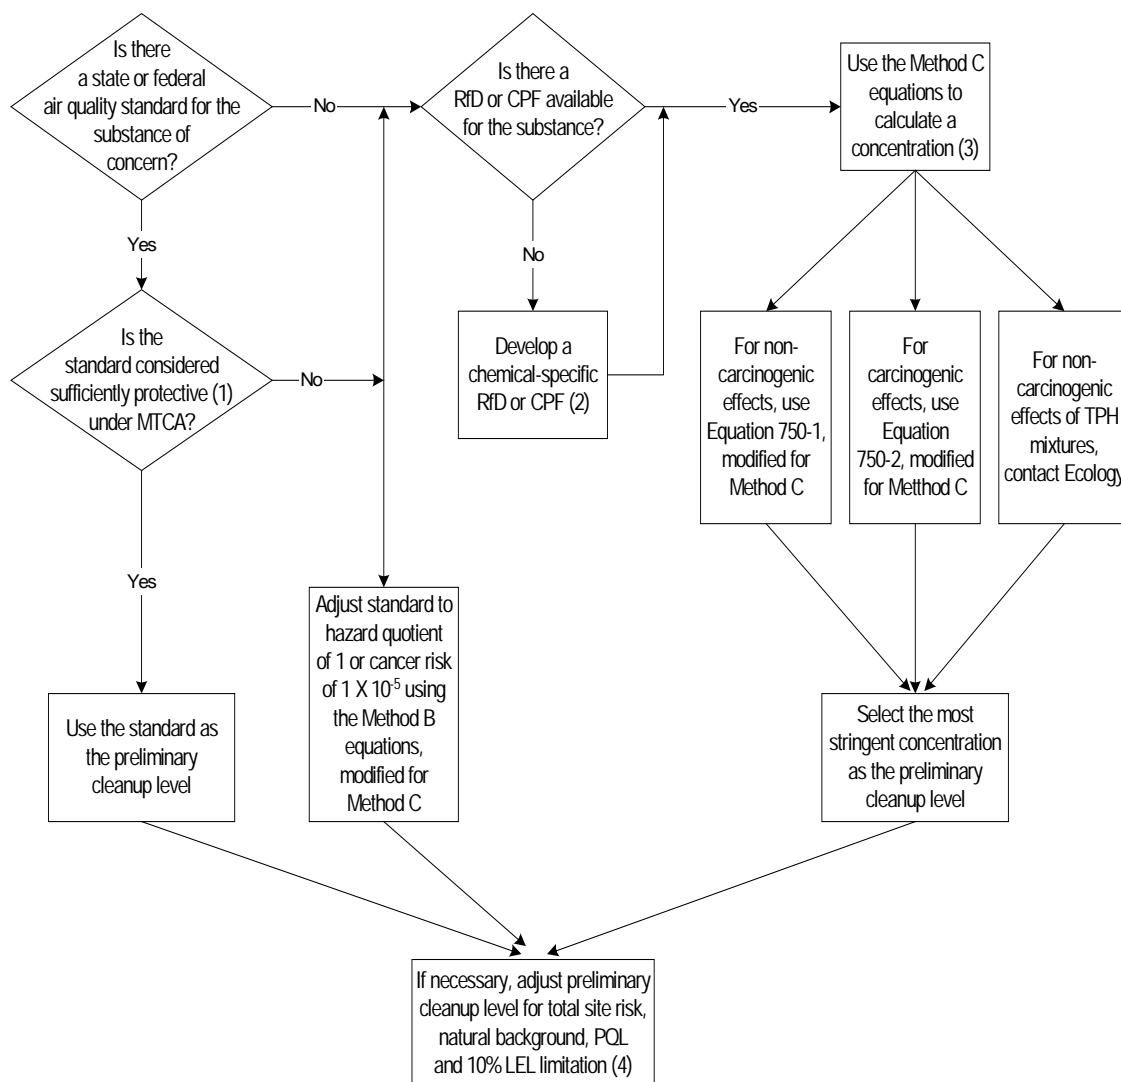 Is there
a state or federal
air quality standard for the
substance of
concern?
No
Is there a
RfD or CPF available
for the substance?
Yes
Use the Method C
equations to
calculate a
concentration (3)
Yes
No
Is the
standard considered
sufficiently protective (1)
under MTCA?
No
Develop a
chemical-specific
RfD or CPF (2)
For non-
carcinogenic
effects, use
Equation 750-1,
modified for
Method C
For
carcinogenic
effects, use
Equation
750-2, modified
for Metthod C
For non-
carcinogenic
effects of TPH
mixtures,
contact Ecology
Yes
Adjust standard to
hazard quotient
of 1 or cancer risk
of 1 X 10⁻⁵ using
the Method B
equations,
modified for
Method C
Use the standard as
the preliminary
cleanup level
Select the most
stringent concentration
as the preliminary
cleanup level
If necessary, adjust preliminary
cleanup level for total site risk,
natural background, PQL
and 10% LEL limitation (4)